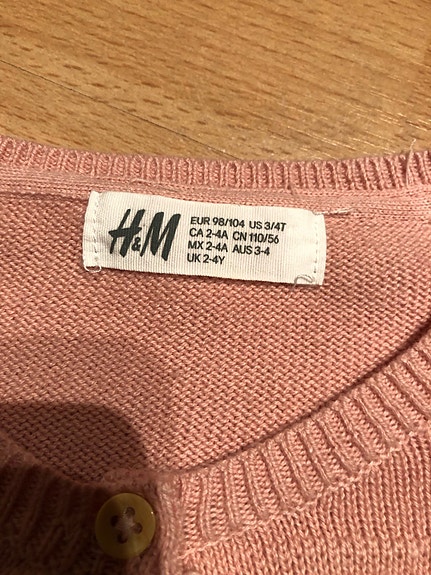 H&M
EUR 98/104 US 3/4T
CA 2-4A CN 110/56
MX 2-4A AUS 3-4
UK 2-4Y